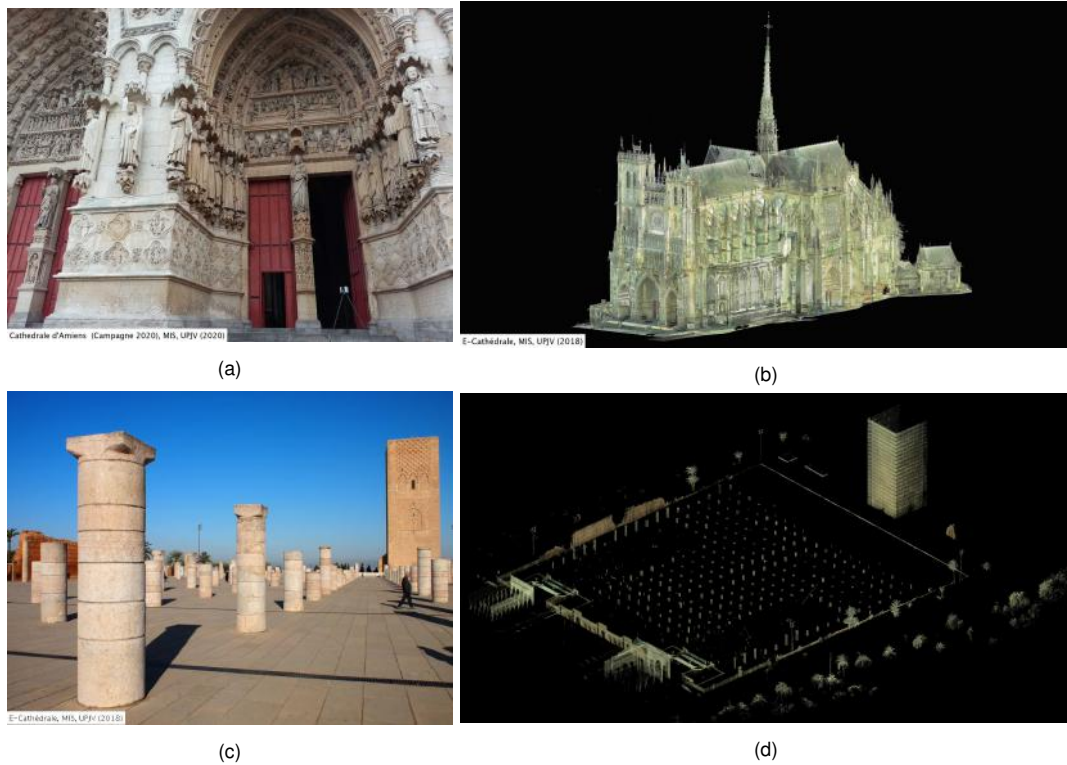 Cathedrale d'Amiens (Campagne 2020), MIS, UPJV (2020)
E-Cathédrale, MIS, UPJV (2018)
(a)
(b)
E-Cathédrale, MIS, UPJV (2018)
(c)
(d)